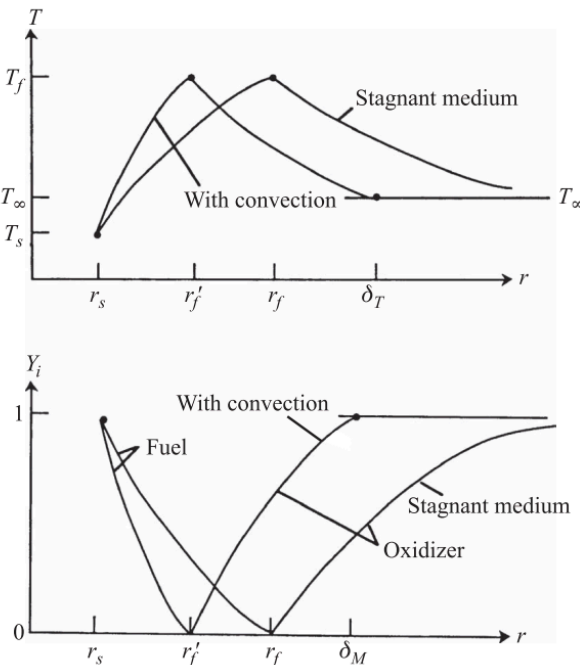 T
T_f
Stagnant medium
T_∞
With convection
T_∞
T_s
r_s
r_f′
r_f
δ_T
r
Y_i
1
With convection
Fuel
Stagnant medium
Oxidizer
0
r_s
r_f′
r_f
δ_M
r